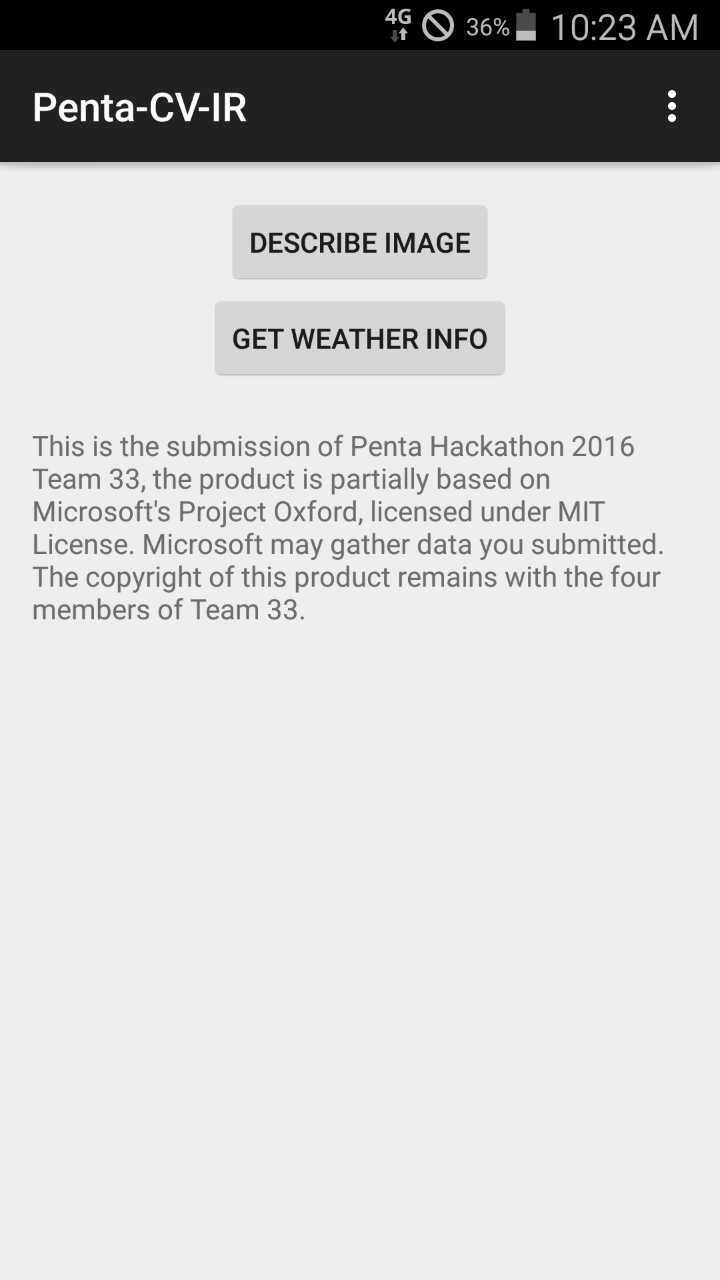 4G 36% 10:23 AM
Penta-CV-IR
DESCRIBE IMAGE
GET WEATHER INFO
This is the submission of Penta Hackathon 2016
Team 33, the product is partially based on
Microsoft's Project Oxford, licensed under MIT
License. Microsoft may gather data you submitted.
The copyright of this product remains with the four
members of Team 33.